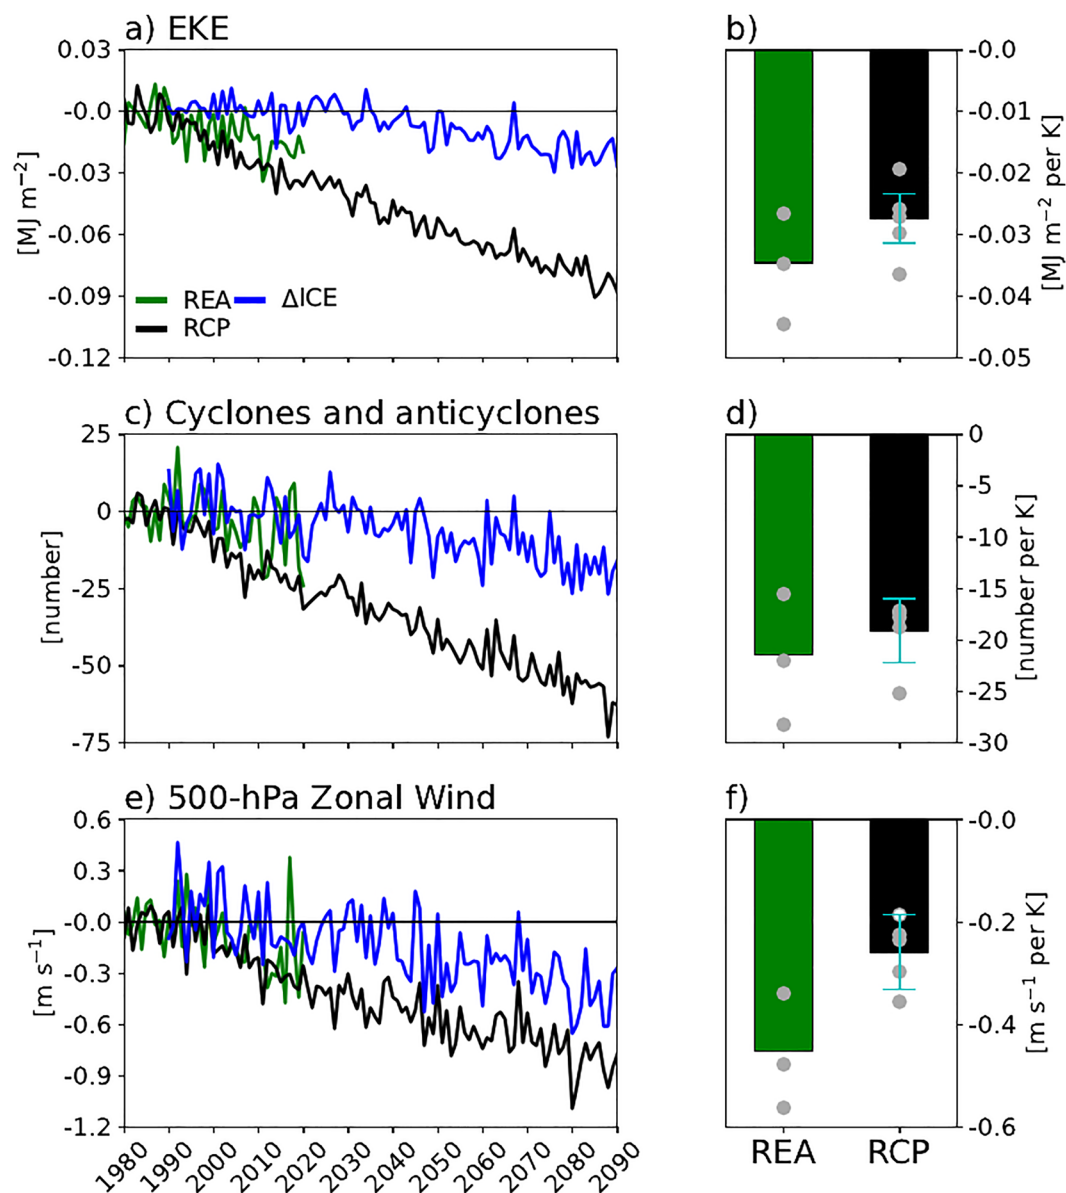 a) EKE
0.03
-0.0
-0.03
-0.06
-0.09
-0.12
[MJ m⁻²]
REA
ΔICE
RCP
b)
-0.0
-0.01
-0.02
-0.03
-0.04
-0.05
[MJ m⁻² per K]
c) Cyclones and anticyclones
25
0
-25
-50
-75
[number]
d)
0
-5
-10
-15
-20
-25
-30
[number per K]
e) 500-hPa Zonal Wind
0.6
0.3
-0.0
-0.3
-0.6
-0.9
-1.2
[m s⁻¹]
1980
1990
2000
2010
2020
2030
2040
2050
2060
2070
2080
2090
f)
-0.0
-0.2
-0.4
-0.6
[m s⁻¹ per K]
REA
RCP